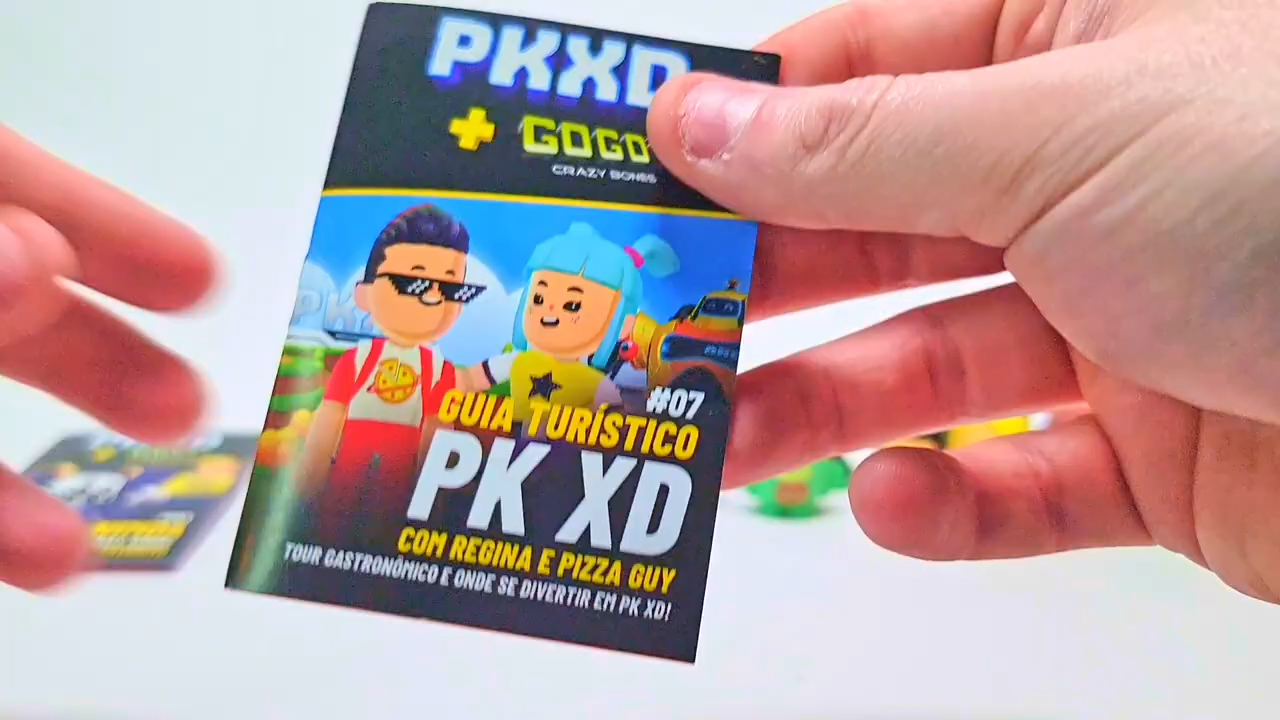 PKXD
+ GOGO
CRAZY BONES
#07
GUIA TURÍSTICO
PK XD
COM REGINA E PIZZA GUY
TOUR GASTRONÔMICO E ONDE SE DIVERTIR EM PK XD!